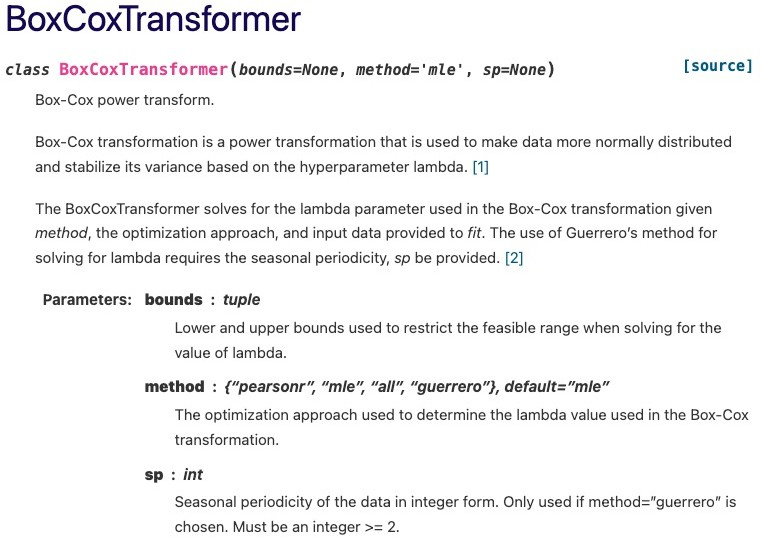 BoxCoxTransformer
class BoxCoxTransformer(bounds=None, method='mle', sp=None) [source]
Box-Cox power transform.
Box-Cox transformation is a power transformation that is used to make data more normally distributed
and stabilize its variance based on the hyperparameter lambda. [1]
The BoxCoxTransformer solves for the lambda parameter used in the Box-Cox transformation given
method, the optimization approach, and input data provided to fit. The use of Guerrero’s method for
solving for lambda requires the seasonal periodicity, sp be provided. [2]
Parameters: bounds : tuple
Lower and upper bounds used to restrict the feasible range when solving for the
value of lambda.
method : {“pearsonr”, “mle”, “all”, “guerrero”}, default=”mle”
The optimization approach used to determine the lambda value used in the Box-Cox
transformation.
sp : int
Seasonal periodicity of the data in integer form. Only used if method=”guerrero” is
chosen. Must be an integer >= 2.